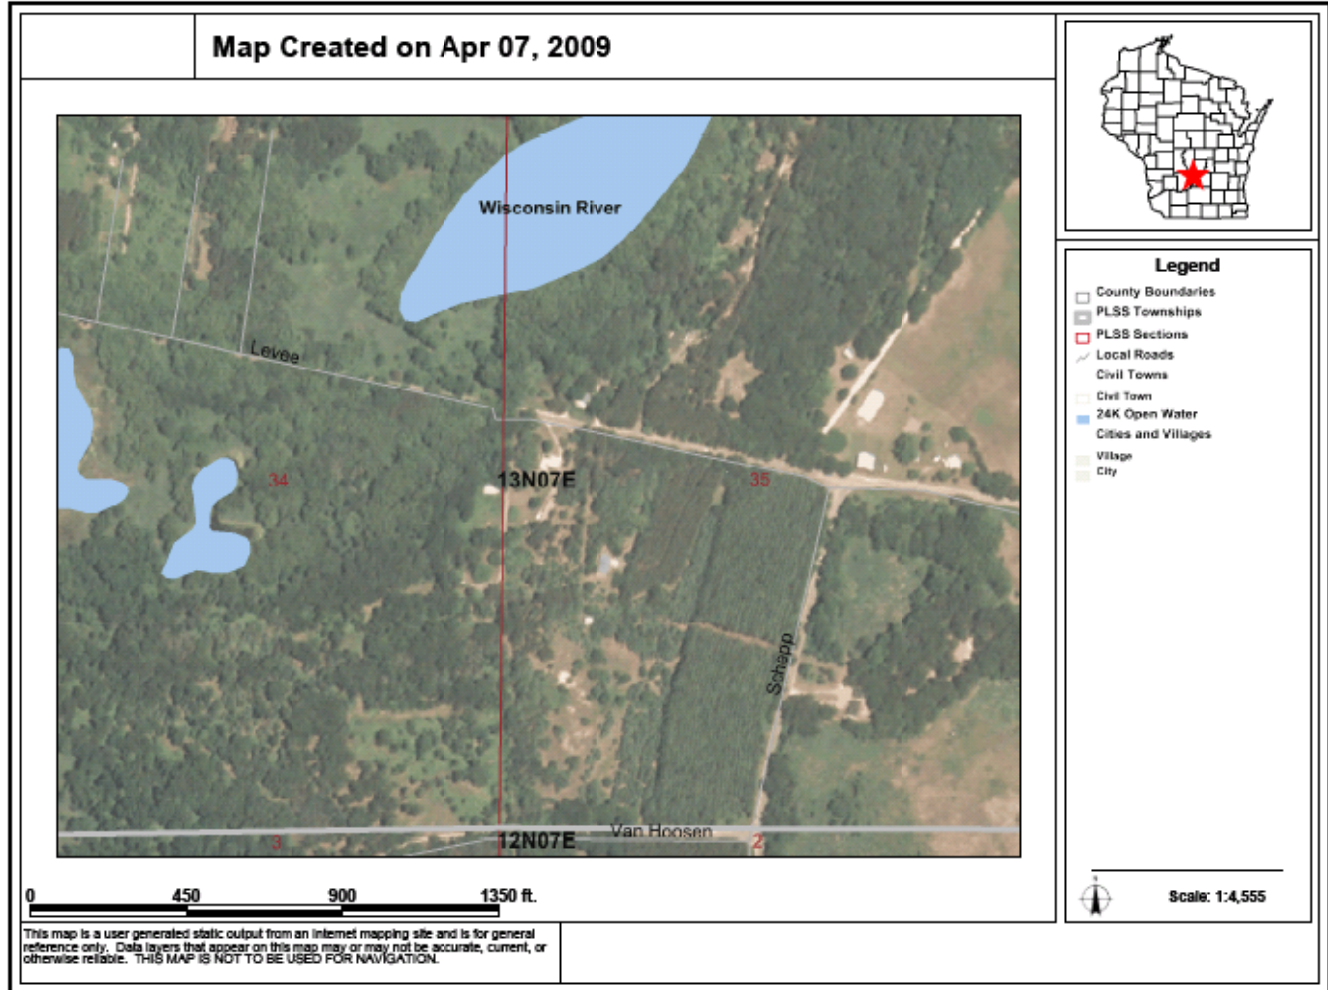 Map Created on Apr 07, 2009
Wisconsin River
Levee
34
13N07E
35
Schepp
Van Hoosen
3
12N07E
2
Legend
County Boundaries
PLSS Townships
PLSS Sections
Local Roads
Civil Towns
Civil Town
24K Open Water
Cities and Villages
Village
City
Scale: 1:4,555
0 450 900 1350 ft.
This map is a user generated static output from an Internet mapping site and is for general
reference only. Data layers that appear on this map may or may not be accurate, current, or
otherwise reliable. THIS MAP IS NOT TO BE USED FOR NAVIGATION.